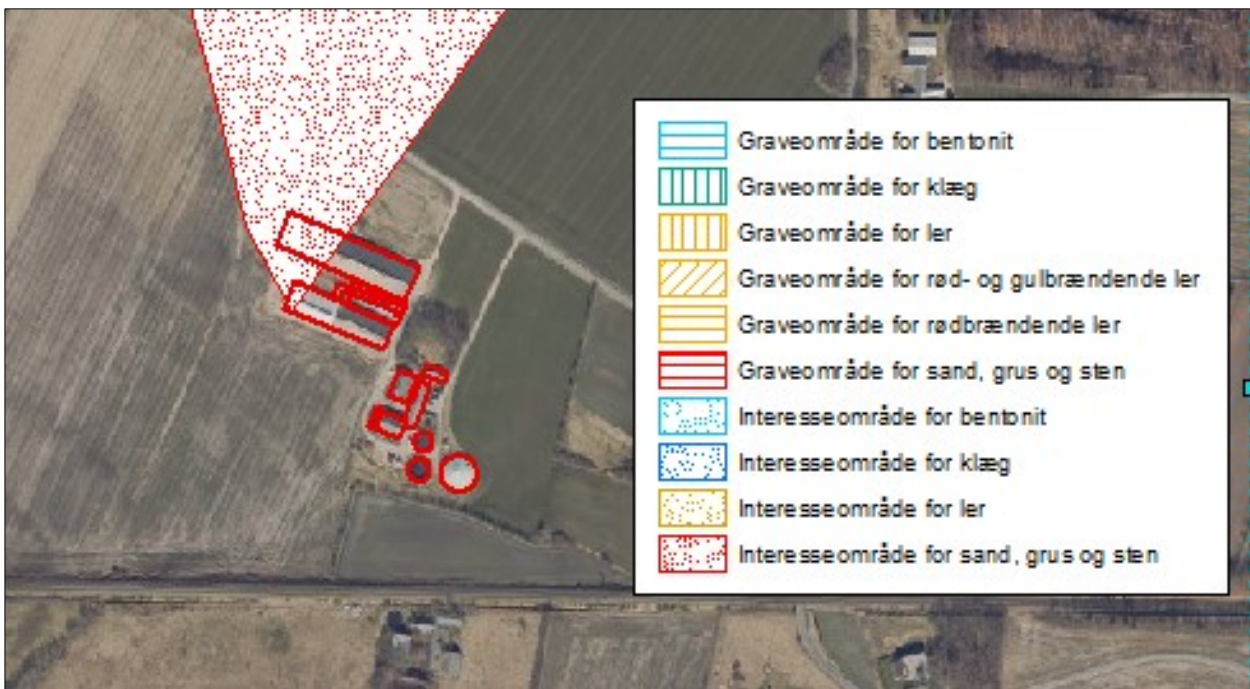 Graveområde for bentonit
Graveområde for klæg
Graveområde for ler
Graveområde for rød- og gulbrændende ler
Graveområde for rødbrændende ler
Graveområde for sand, grus og sten
Interesseområde for bentonit
Interesseområde for klæg
Interesseområde for ler
Interesseområde for sand, grus og sten